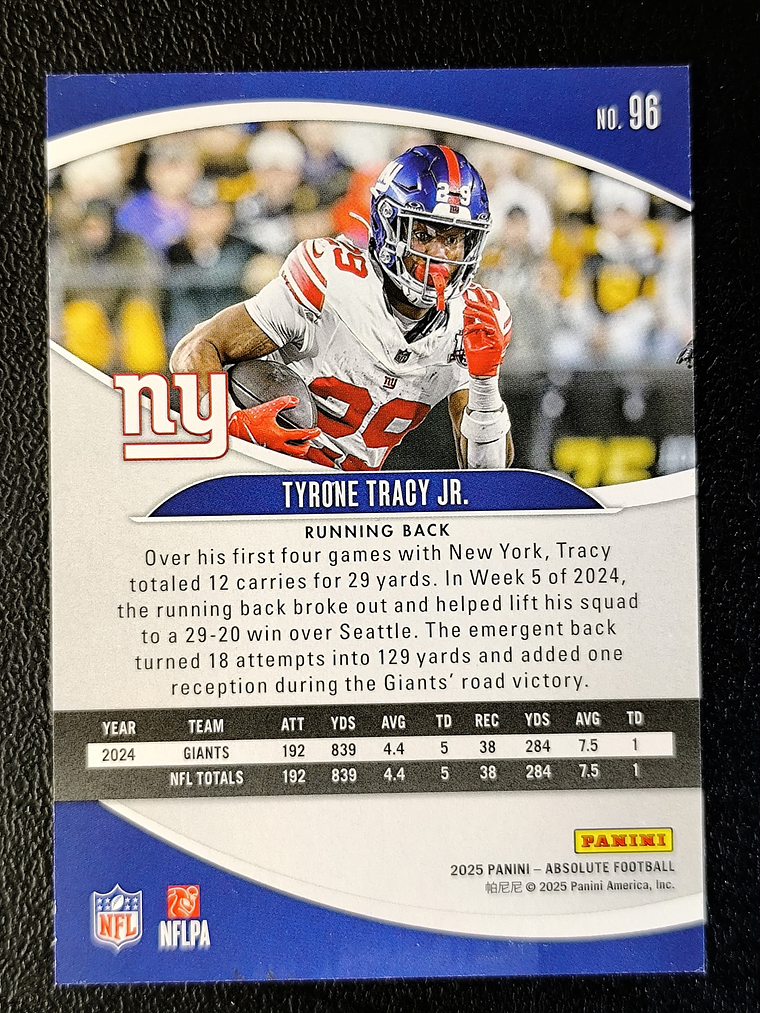 NO. 96
29
2 9
29
ny
TYRONE TRACY JR.
RUNNING BACK
Over his first four games with New York, Tracy
totaled 12 carries for 29 yards. In Week 5 of 2024,
the running back broke out and helped lift his squad
to a 29-20 win over Seattle. The emergent back
turned 18 attempts into 129 yards and added one
reception during the Giants' road victory.
YEAR TEAM ATT YDS AVG TD REC YDS AVG TD
2024 GIANTS 192 839 4.4 5 38 284 7.5 1
NFL TOTALS 192 839 4.4 5 38 284 7.5 1
PANINI
2025 PANINI – ABSOLUTE FOOTBALL
帕尼尼 © 2025 Panini America, Inc.
NFL NFLPA